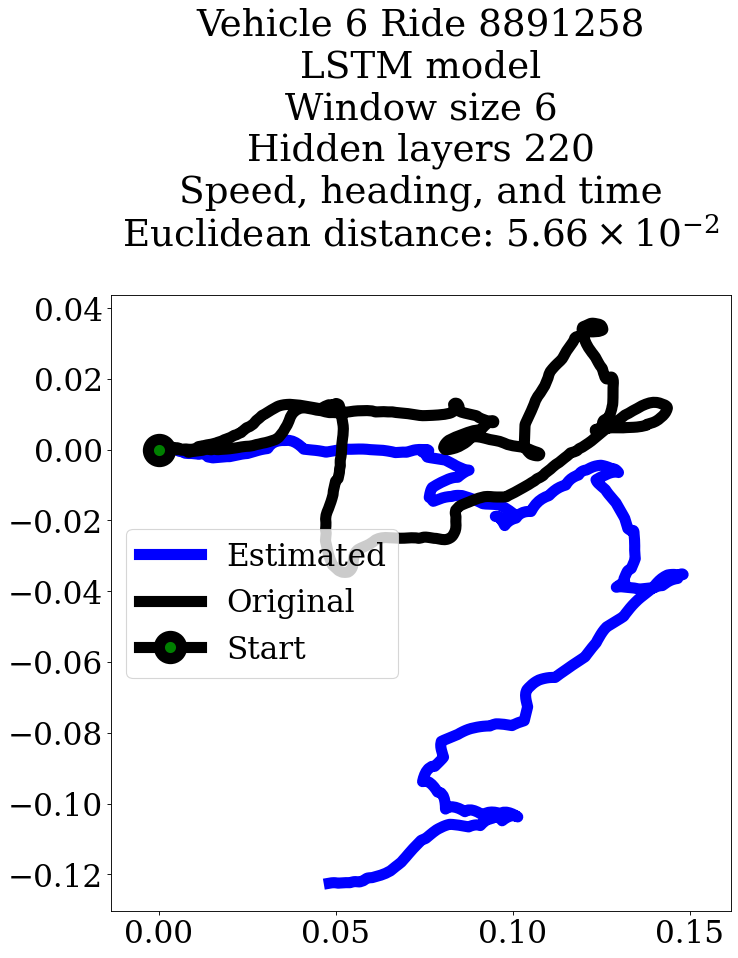 Vehicle 6 Ride 8891258
LSTM model
Window size 6
Hidden layers 220
Speed, heading, and time
Euclidean distance: 5.66 × 10⁻²
0.04
0.02
0.00
−0.02
−0.04
−0.06
−0.08
−0.10
−0.12
Estimated
Original
Start
0.00 0.05 0.10 0.15